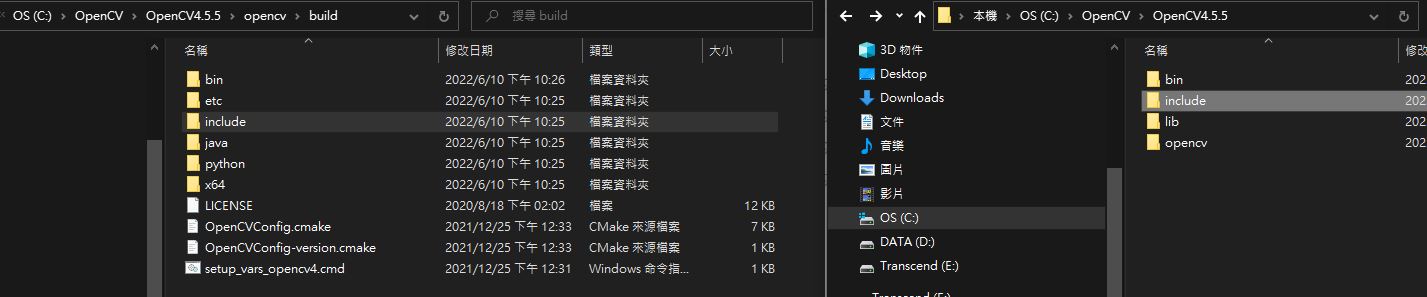 OS (C:) > OpenCV > OpenCV4.5.5 > opencv > build
搜尋 build
名稱 修改日期 類型 大小
bin 2022/6/10 下午 10:26 檔案資料夾
etc 2022/6/10 下午 10:25 檔案資料夾
include 2022/6/10 下午 10:25 檔案資料夾
java 2022/6/10 下午 10:25 檔案資料夾
python 2022/6/10 下午 10:25 檔案資料夾
x64 2022/6/10 下午 10:25 檔案資料夾
LICENSE 2020/8/18 下午 02:02 檔案 12 KB
OpenCVConfig.cmake 2021/12/25 下午 12:33 CMake 來源檔案 7 KB
OpenCVConfig-version.cmake 2021/12/25 下午 12:33 CMake 來源檔案 1 KB
setup_vars_opencv4.cmd 2021/12/25 下午 12:31 Windows 命令指... 1 KB
本機 > OS (C:) > OpenCV > OpenCV4.5.5
3D 物件
Desktop
Downloads
文件
音樂
圖片
影片
OS (C:)
DATA (D:)
Transcend (E:)
名稱 修改
bin 202
include 202
lib 202
opencv 202